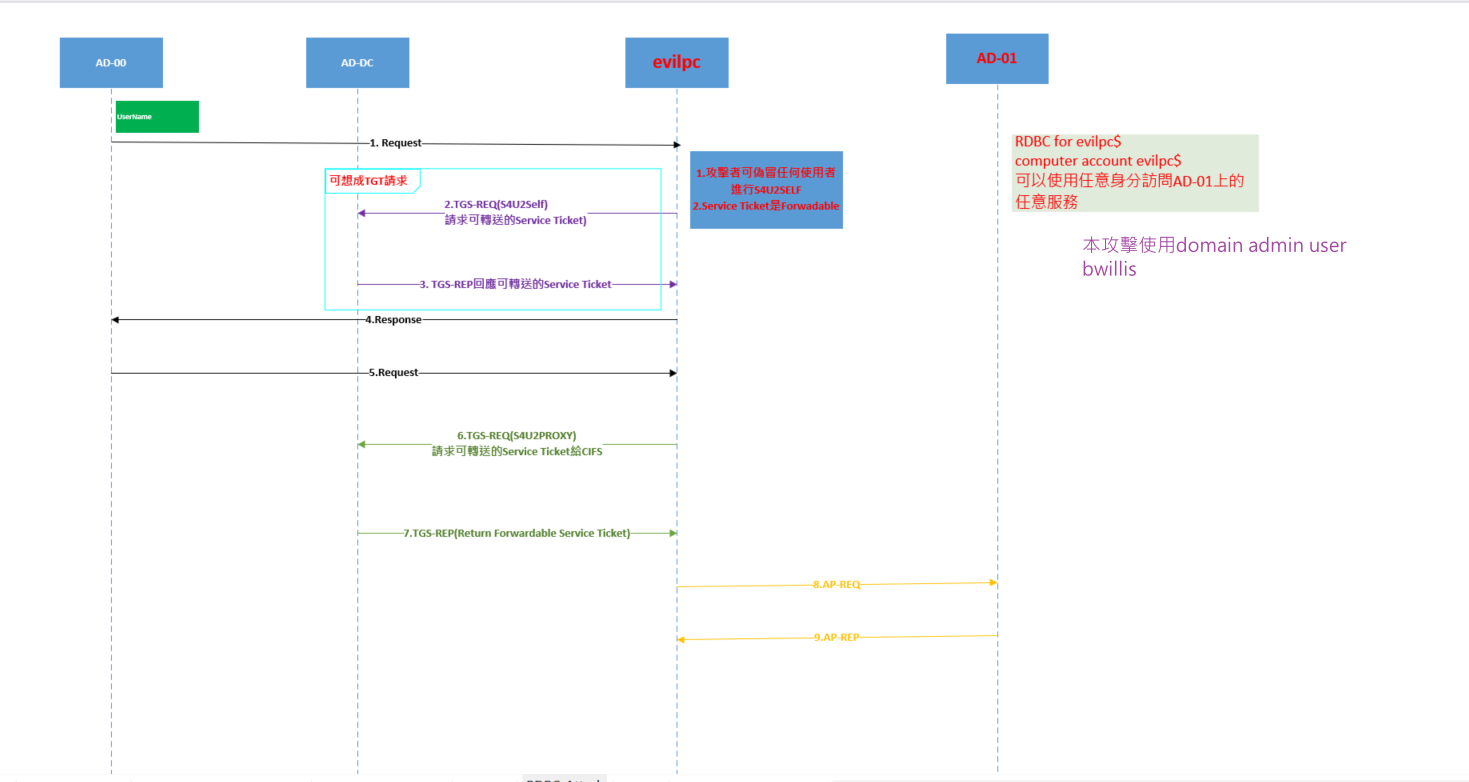 AD-00
AD-DC
evilpc
AD-01
UserName
1. Request
RDBC for evilpc$
computer account evilpc$
可以使用任意身分訪問AD-01上的
任意服務
1.攻擊者可偽冒任何使用者
進行S4U2SELF
2.Service Ticket是Forwadable
可想成TGT請求
2.TGS-REQ(S4U2Self)
請求可轉送的Service Ticket)
本攻擊使用domain admin user
bwillis
3. TGS-REP回應可轉送的Service Ticket
4.Response
5.Request
6.TGS-REQ(S4U2PROXY)
請求可轉送的Service Ticket給CIFS
7.TGS-REP(Return Forwardable Service Ticket)
8.AP-REQ
9.AP-REP